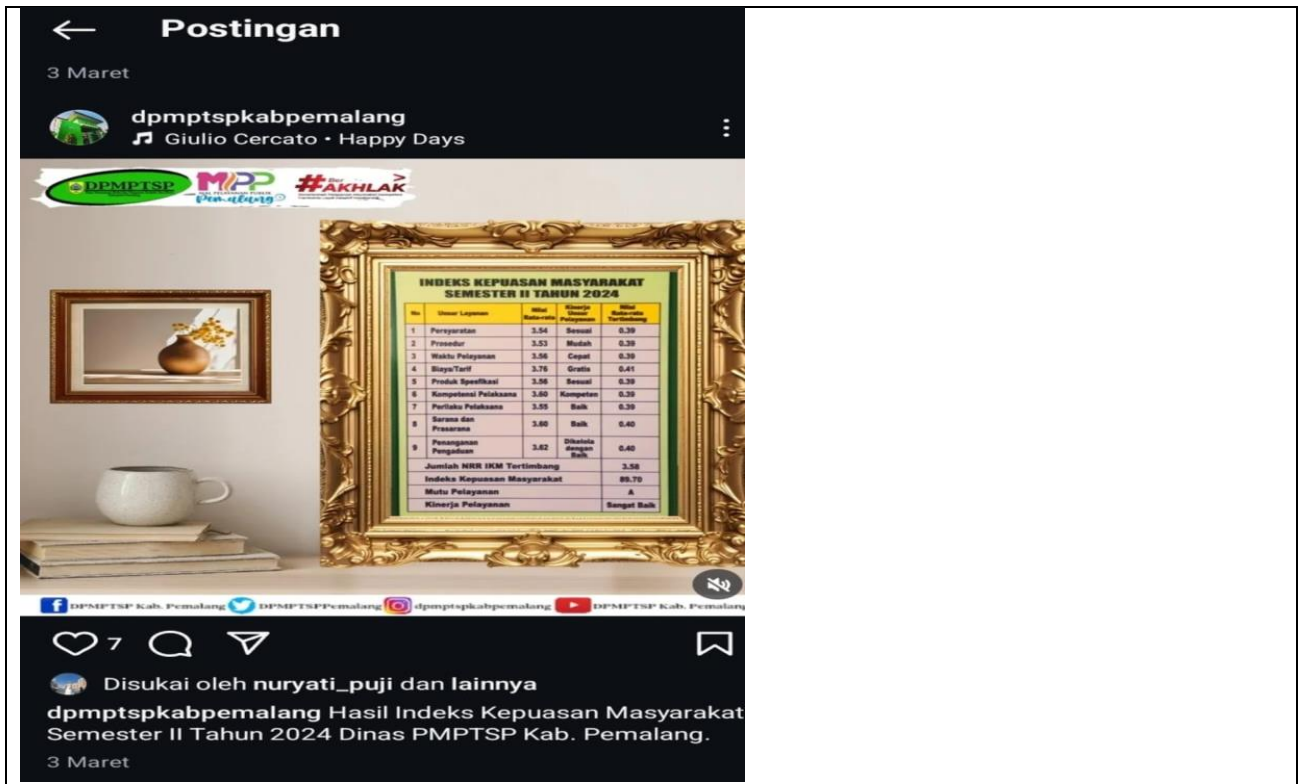 Postingan
3 Maret
dpmptspkabpemalang
Giulio Cercato • Happy Days
DPMPTSP
MPP
Pemalang
#AKHLAK
INDEKS KEPUASAN MASYARAKAT
SEMESTER II TAHUN 2024
No Unsur Layanan Nilai Rata-rata Kinerja Unsur Pelayanan Nilai Rata-rata Tertimbang
1 Persyaratan 3.54 Sesuai 0.39
2 Prosedur 3.53 Mudah 0.39
3 Waktu Pelayanan 3.56 Cepat 0.39
4 Biaya/Tarif Gratis 0.41
5 Produk Spesifikasi Sesuai 0.39
6 Kompetensi Pelaksana 3.60 Kompeten 0.39
7 Perilaku Pelaksana 3.55 Baik 0.39
8 Sarana dan Prasarana 3.60 Baik 0.40
9 Penanganan Pengaduan 3.62 Dikelola dengan Baik 0.40
Jumlah NRR IKM Tertimbang 3.58
Indeks Kepuasan Masyarakat 89.70
Mutu Pelayanan A
Kinerja Pelayanan Sangat Baik
DPMPTSP Kab. Pemalang DPMPTSPPemalang dpmptspkabpemalang DPMPTSP Kab. Pemalang
7
Disukai oleh nuryati_puji dan lainnya
dpmptspkabpemalang Hasil Indeks Kepuasan Masyarakat
Semester II Tahun 2024 Dinas PMPTSP Kab. Pemalang.
3 Maret